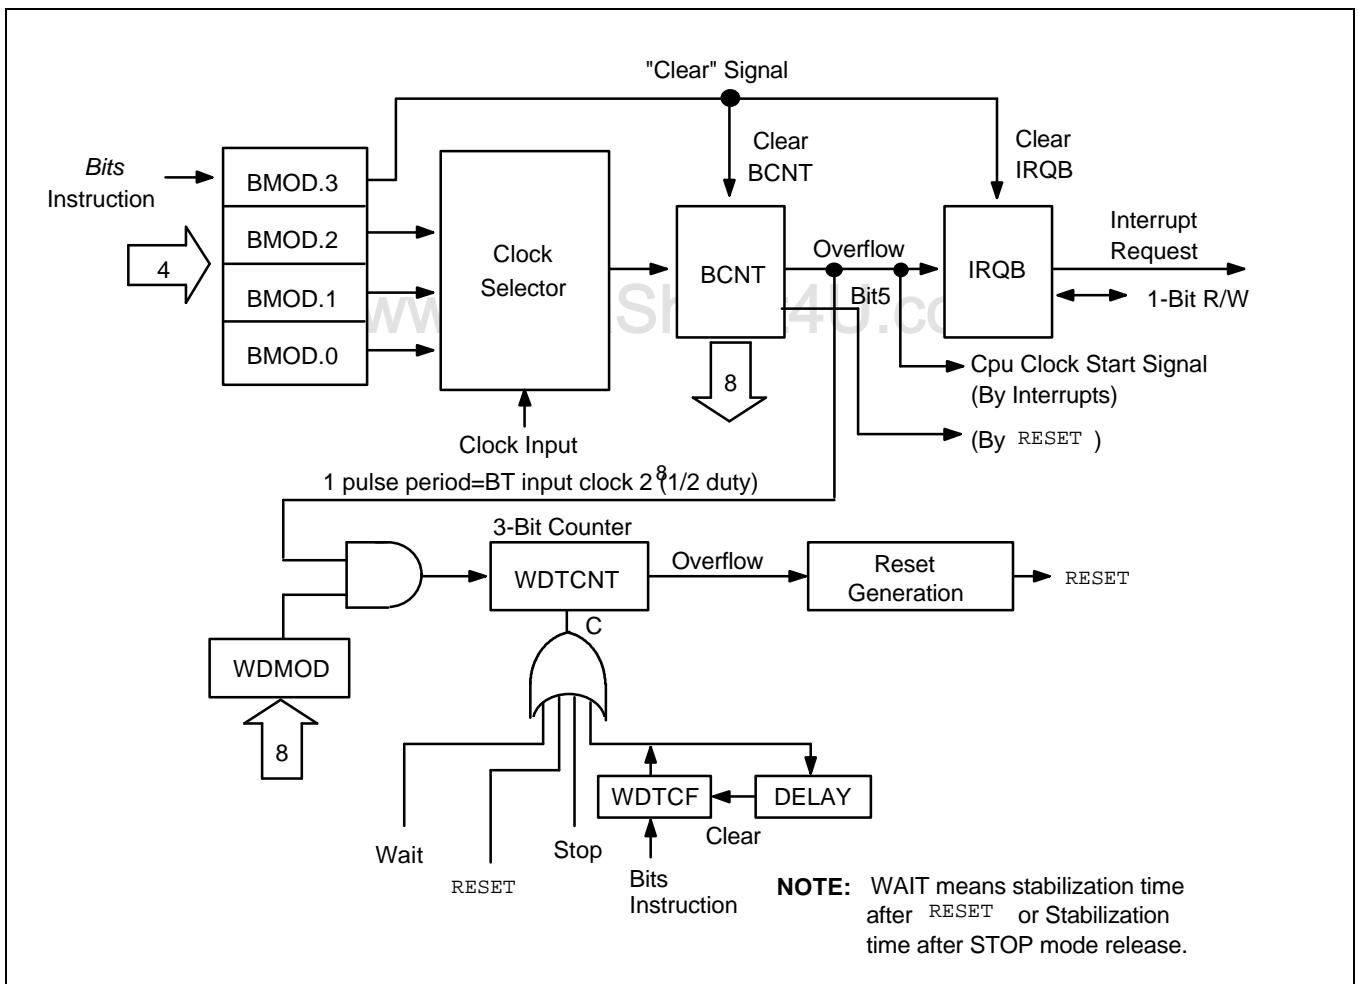 "Clear" Signal
Clear
BCNT
Clear
IRQB
Bits
Instruction
4
BMOD.3
BMOD.2
BMOD.1
BMOD.0
Clock
Selector
Clock Input
BCNT
8
Overflow
Bit5
IRQB
Interrupt
Request
1-Bit R/W
Cpu Clock Start Signal
(By Interrupts)
(By RESET )
1 pulse period=BT input clock 2 8 (1/2 duty)
3-Bit Counter
WDTCNT
Overflow
Reset
Generation
RESET
C
WDMOD
8
Wait
RESET
Stop
WDTCF
DELAY
Clear
Bits
Instruction
NOTE: WAIT means stabilization time
after RESET or Stabilization
time after STOP mode release.